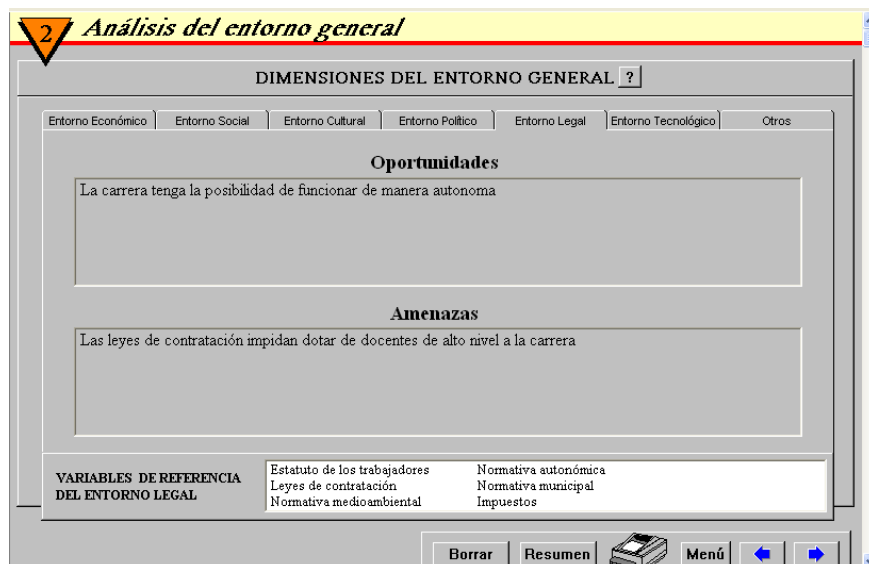 2 Análisis del entorno general
DIMENSIONES DEL ENTORNO GENERAL ?
Entorno Económico Entorno Social Entorno Cultural Entorno Político Entorno Legal Entorno Tecnológico Otros
Oportunidades
La carrera tenga la posibilidad de funcionar de manera autonoma
Amenazas
Las leyes de contratación impidan dotar de docentes de alto nivel a la carrera
VARIABLES DE REFERENCIA
DEL ENTORNO LEGAL
Estatuto de los trabajadores Normativa autonómica
Leyes de contratación Normativa municipal
Normativa medioambiental Impuestos
Borrar Resumen Menú